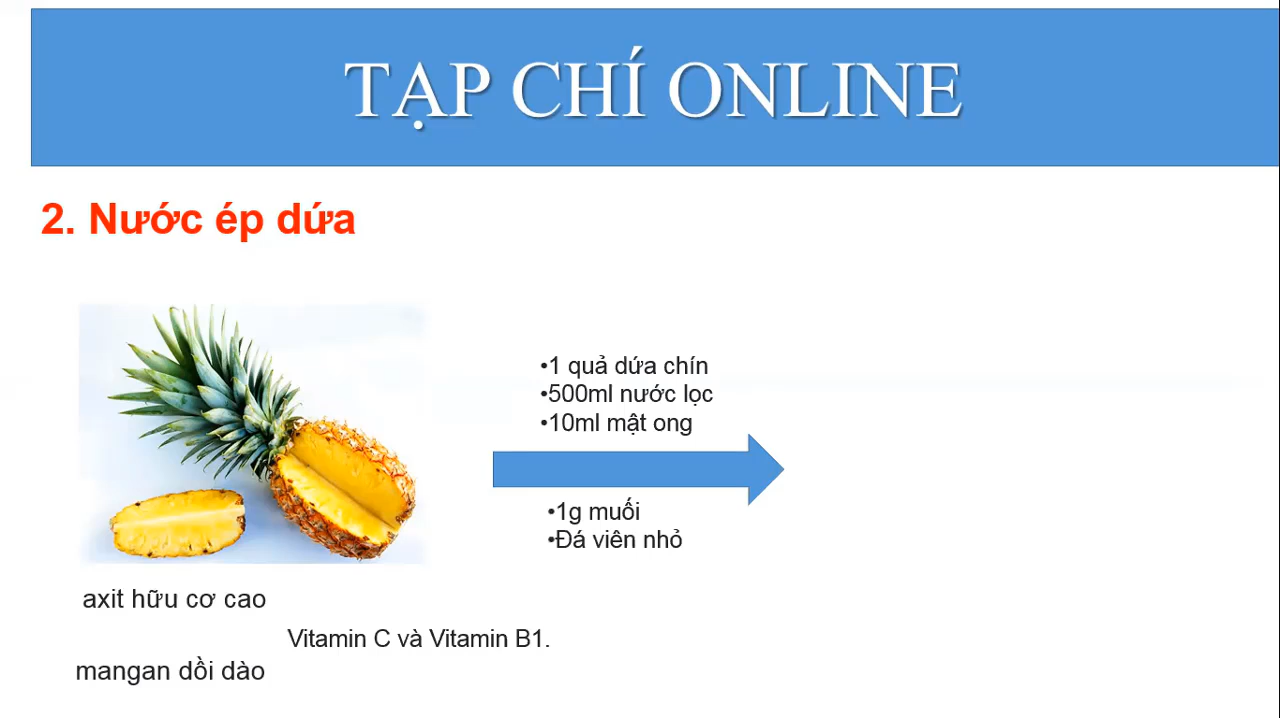 TẠP CHÍ ONLINE
2. Nước ép dứa
•1 quả dứa chín
•500ml nước lọc
•10ml mật ong
•1g muối
•Đá viên nhỏ
axit hữu cơ cao
Vitamin C và Vitamin B1.
mangan dồi dào